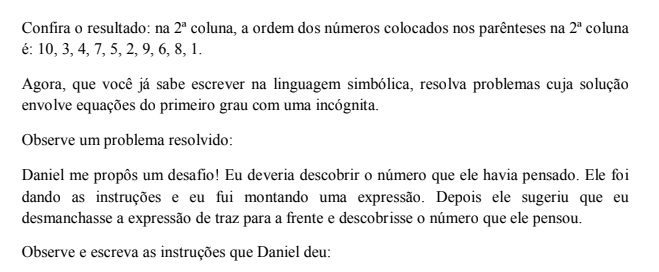 Confira o resultado: na 2ª coluna, a ordem dos números colocados nos parênteses na 2ª coluna
é: 10, 3, 4, 7, 5, 2, 9, 6, 8, 1.
Agora, que você já sabe escrever na linguagem simbólica, resolva problemas cuja solução
envolve equações do primeiro grau com uma incógnita.
Observe um problema resolvido:
Daniel me propôs um desafio! Eu deveria descobrir o número que ele havia pensado. Ele foi
dando as instruções e eu fui montando uma expressão. Depois ele sugeriu que eu
desmanchasse a expressão de traz para a frente e descobrisse o número que ele pensou.
Observe e escreva as instruções que Daniel deu: